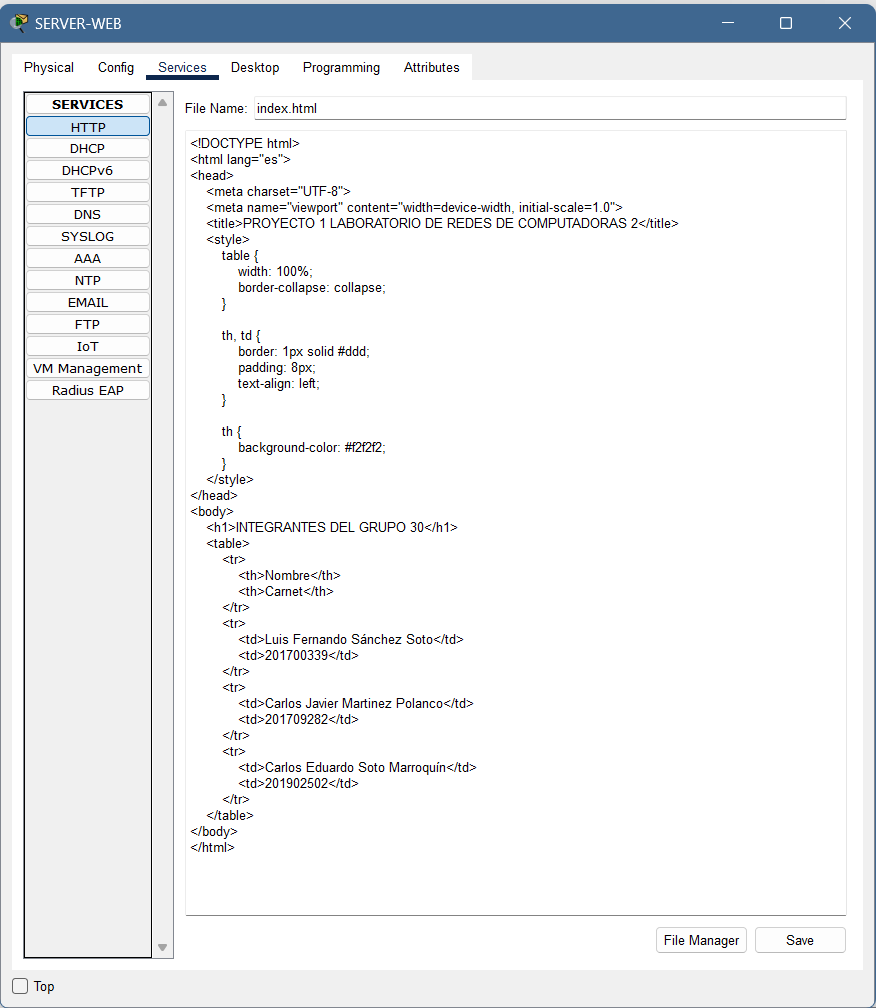 SERVER-WEB
Physical Config Services Desktop Programming Attributes
SERVICES
HTTP
DHCP
DHCPv6
TFTP
DNS
SYSLOG
AAA
NTP
EMAIL
FTP
IoT
VM Management
Radius EAP
File Name: index.html
<!DOCTYPE html>
<html lang="es">
<head>
    <meta charset="UTF-8">
    <meta name="viewport" content="width=device-width, initial-scale=1.0">
    <title>PROYECTO 1 LABORATORIO DE REDES DE COMPUTADORAS 2</title>
    <style>
        table {
            width: 100%;
            border-collapse: collapse;
        }
        th, td {
            border: 1px solid #ddd;
            padding: 8px;
            text-align: left;
        }
        th {
            background-color: #f2f2f2;
        }
    </style>
</head>
<body>
    <h1>INTEGRANTES DEL GRUPO 30</h1>
    <table>
        <tr>
            <th>Nombre</th>
            <th>Carnet</th>
        </tr>
        <tr>
            <td>Luis Fernando Sánchez Soto</td>
            <td>201700339</td>
        </tr>
        <tr>
            <td>Carlos Javier Martinez Polanco</td>
            <td>201709282</td>
        </tr>
        <tr>
            <td>Carlos Eduardo Soto Marroquín</td>
            <td>201902502</td>
        </tr>
    </table>
</body>
</html>
File Manager Save
Top